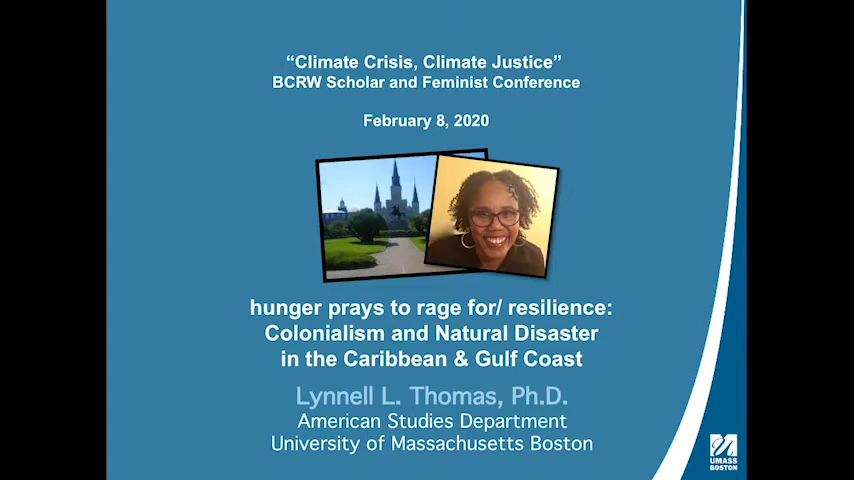 “Climate Crisis, Climate Justice”
BCRW Scholar and Feminist Conference
February 8, 2020
hunger prays to rage for/ resilience:
Colonialism and Natural Disaster
in the Caribbean & Gulf Coast
Lynnell L. Thomas, Ph.D.
American Studies Department
University of Massachusetts Boston
UMASS
BOSTON